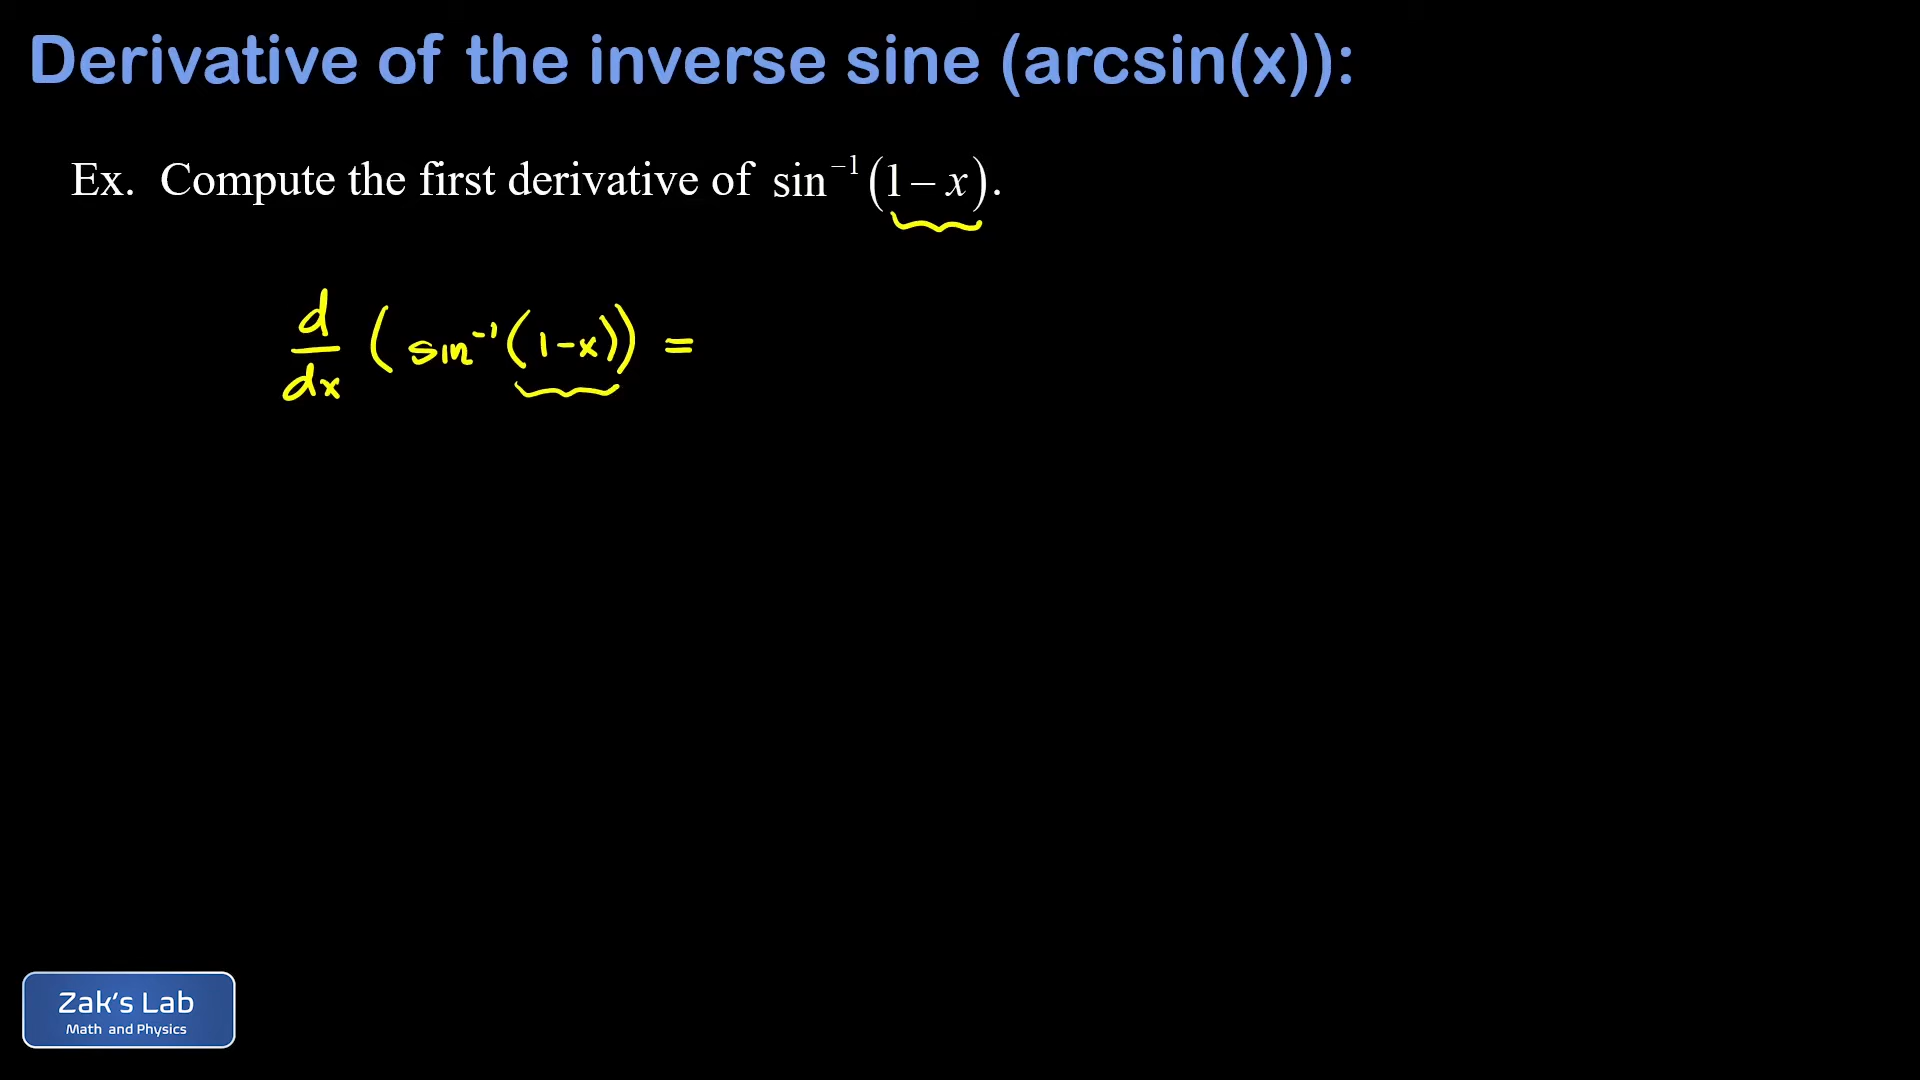 Derivative of the inverse sine (arcsin(x)):
Ex. Compute the first derivative of sin⁻¹(1 – x).
d/dx (sin⁻¹(1-x)) =
Zak's Lab
Math and Physics